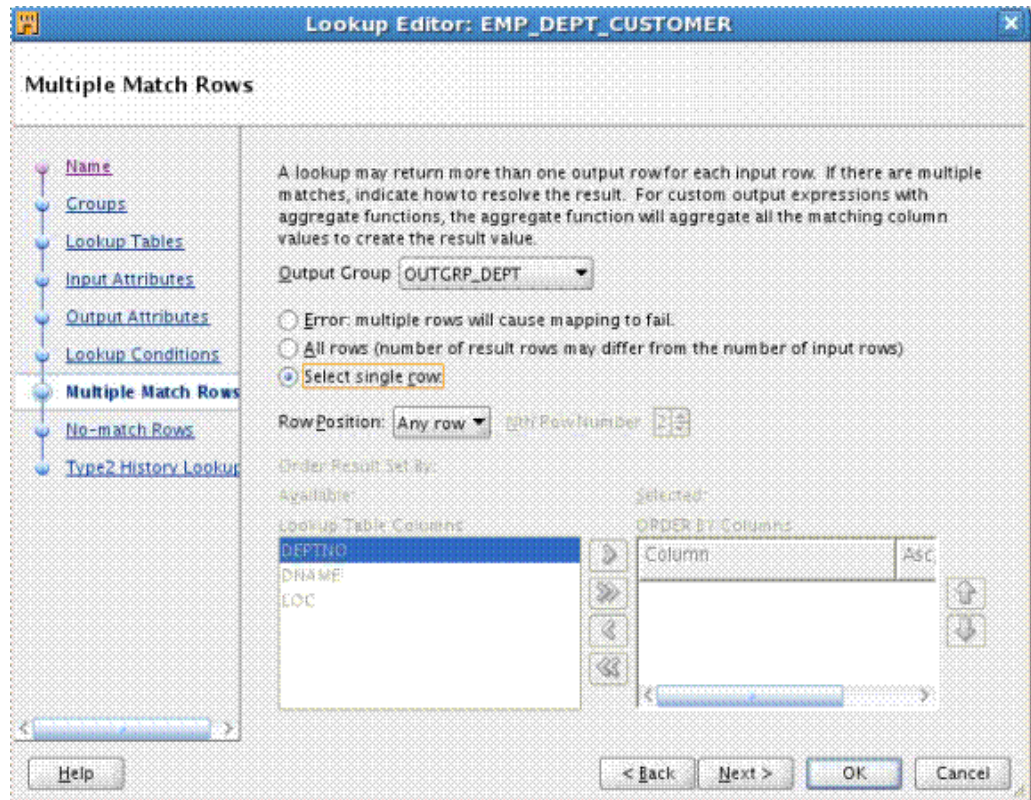 Lookup Editor: EMP_DEPT_CUSTOMER
Multiple Match Rows
Name
Groups
Lookup Tables
Input Attributes
Output Attributes
Lookup Conditions
Multiple Match Rows
No-match Rows
Type2 History Lookup
A lookup may return more than one output row for each input row. If there are multiple
matches, indicate how to resolve the result. For custom output expressions with
aggregate functions, the aggregate function will aggregate all the matching column
values to create the result value.
Output Group OUTGRP_DEPT
Error: multiple rows will cause mapping to fail.
All rows (number of result rows may differ from the number of input rows)
Select single row
Row Position: Any row Nth Row Number 2
Order Result Set By:
Available: Selected:
Lookup Table Columns ORDER BY Columns
DEPTNO
DNAME
LOC
Column Asc
Help < Back Next > OK Cancel